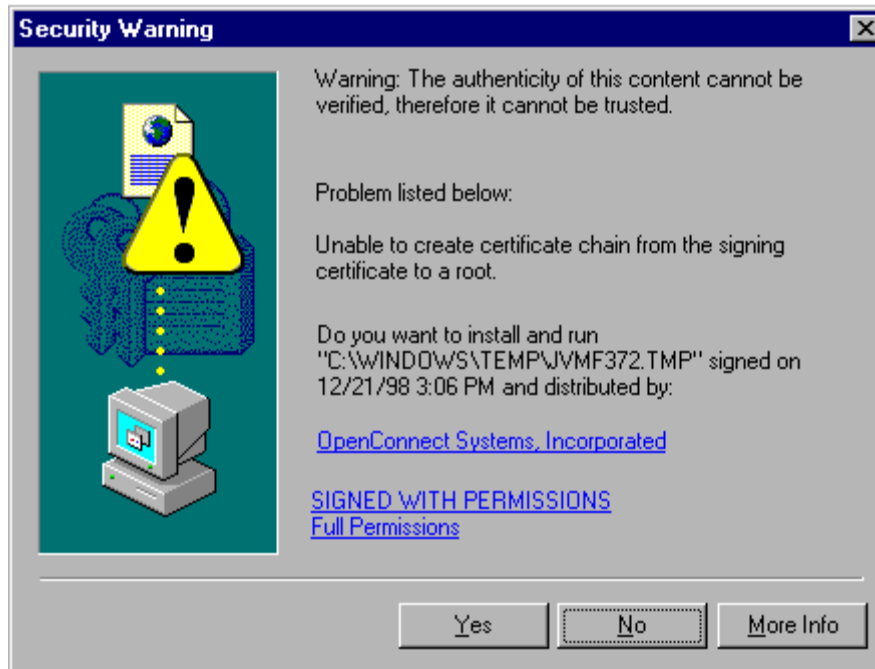 Security Warning
Warning: The authenticity of this content cannot be
verified, therefore it cannot be trusted.
Problem listed below:
Unable to create certificate chain from the signing
certificate to a root.
Do you want to install and run
"C:\WINDOWS\TEMP\JVMF372.TMP" signed on
12/21/98 3:06 PM and distributed by:
OpenConnect Systems, Incorporated
SIGNED WITH PERMISSIONS
Full Permissions
Yes
No
More Info